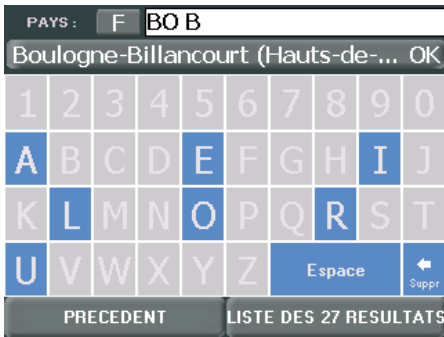 PAYS : F BO B
Boulogne-Billancourt (Hauts-de-... OK
1 2 3 4 5 6 7 8 9 0
A B C D E F G H I J
K L M N O P Q R S T
U V W X Y Z Espace Suppr
PRECEDENT LISTE DES 27 RESULTATS